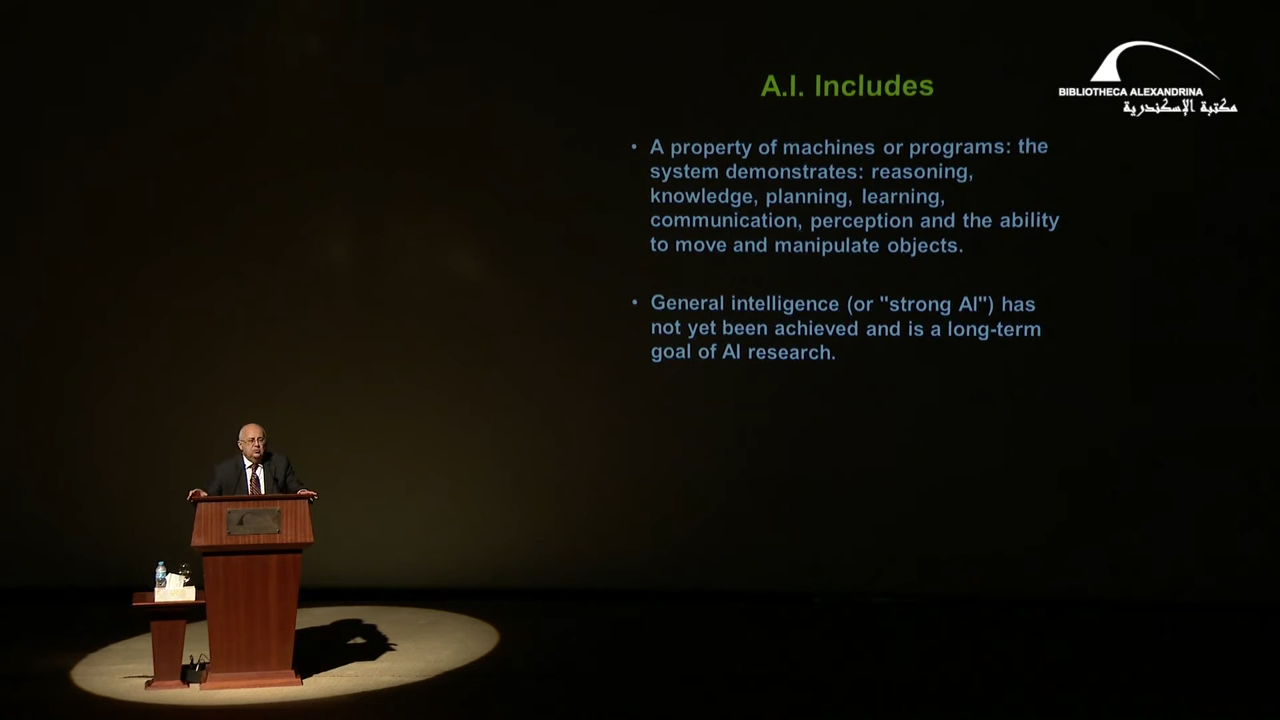 A.I. Includes
BIBLIOTHECA ALEXANDRINA
مكتبة الإسكندرية
• A property of machines or programs: the
system demonstrates: reasoning,
knowledge, planning, learning,
communication, perception and the ability
to move and manipulate objects.
• General intelligence (or "strong AI") has
not yet been achieved and is a long-term
goal of AI research.